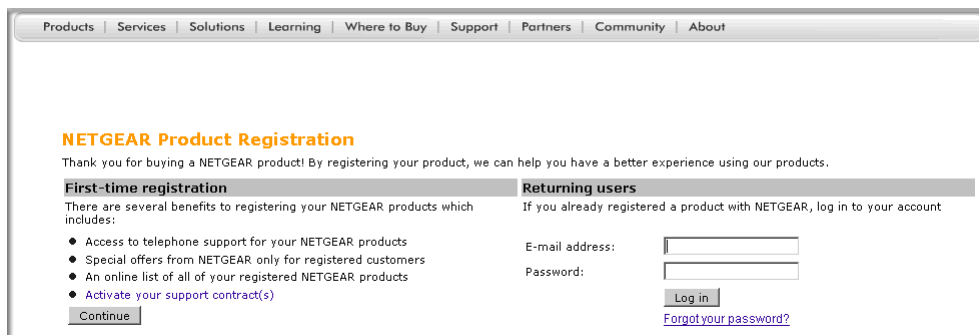 Products | Services | Solutions | Learning | Where to Buy | Support | Partners | Community | About
NETGEAR Product Registration
Thank you for buying a NETGEAR product! By registering your product, we can help you have a better experience using our products.
First-time registration
There are several benefits to registering your NETGEAR products which
includes:
Access to telephone support for your NETGEAR products
Special offers from NETGEAR only for registered customers
An online list of all of your registered NETGEAR products
Activate your support contract(s)
Continue
Returning users
If you already registered a product with NETGEAR, log in to your account
E-mail address:
Password:
Log in
Forgot your password?